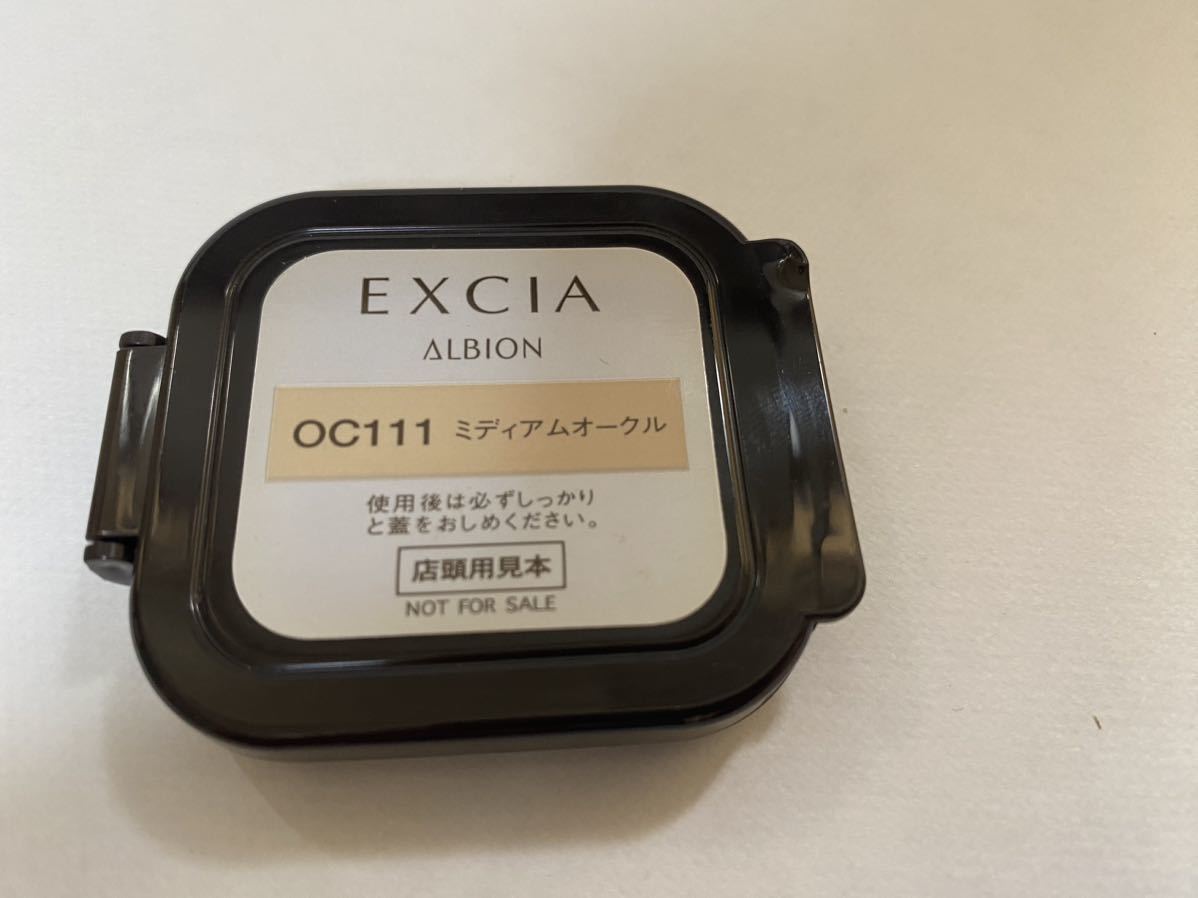 EXCIA
ALBION
OC111 ミディアムオークル
使用後は必ずしっかり
と蓋をおしめください。
店頭用見本
NOT FOR SALE